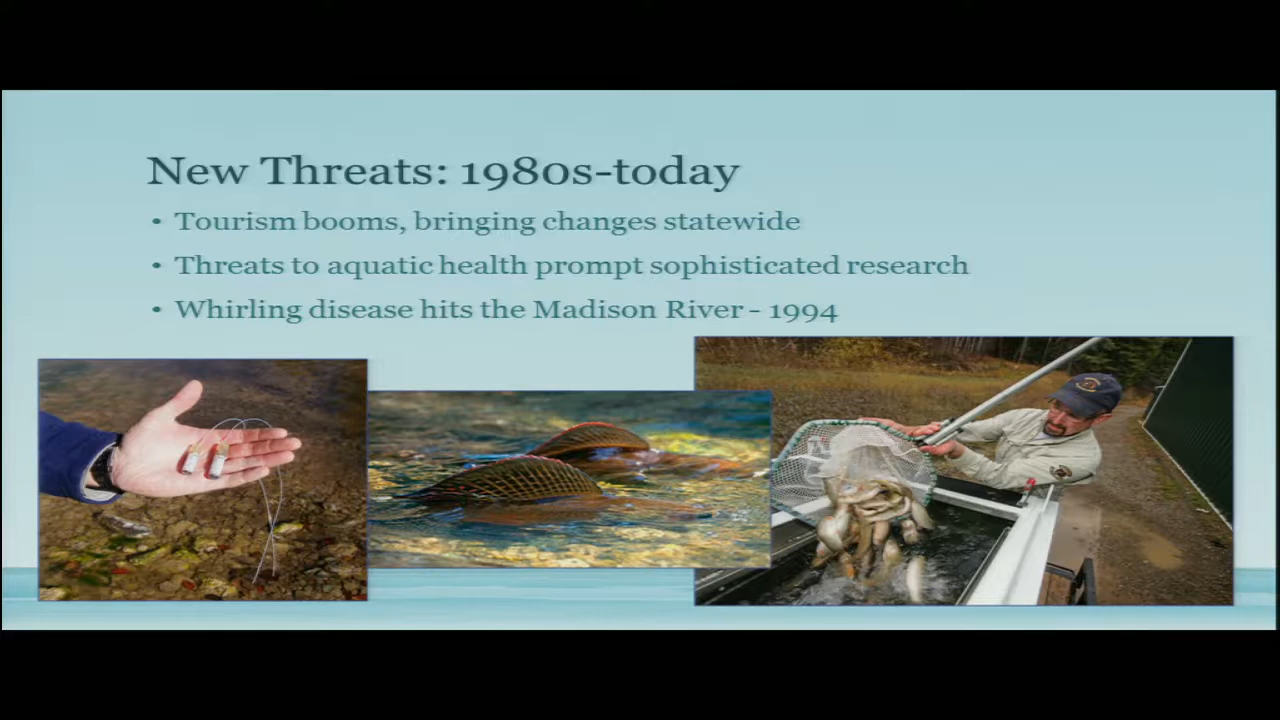 New Threats: 1980s-today
• Tourism booms, bringing changes statewide
• Threats to aquatic health prompt sophisticated research
• Whirling disease hits the Madison River - 1994